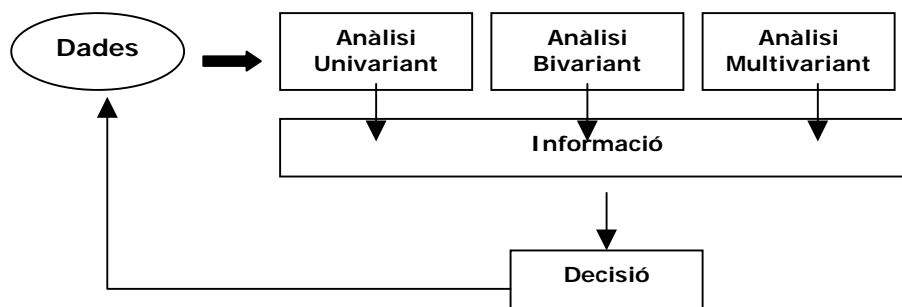 Dades
Anàlisi
Univariant
Anàlisi
Bivariant
Anàlisi
Multivariant
Informació
Decisió